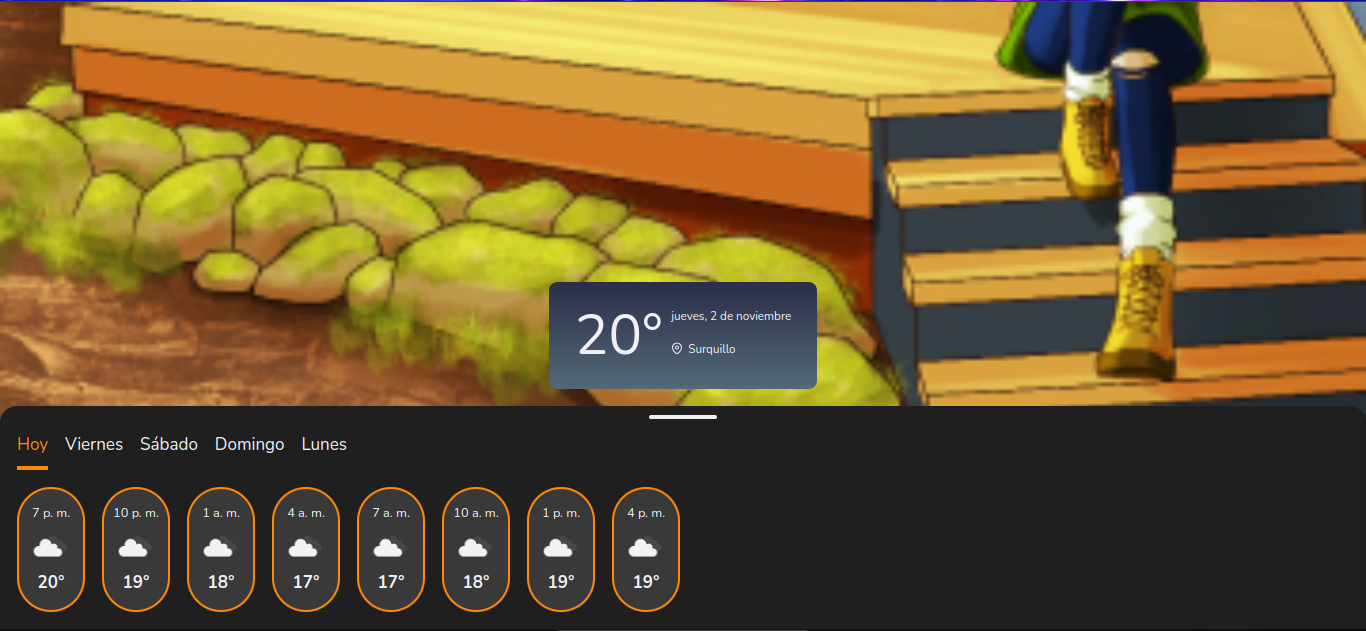 20° jueves, 2 de noviembre
Surquillo
Hoy Viernes Sábado Domingo Lunes
7 p. m. 10 p. m. 1 a. m. 4 a. m. 7 a. m. 10 a. m. 1 p. m. 4 p. m.
20° 19° 18° 17° 17° 18° 19° 19°